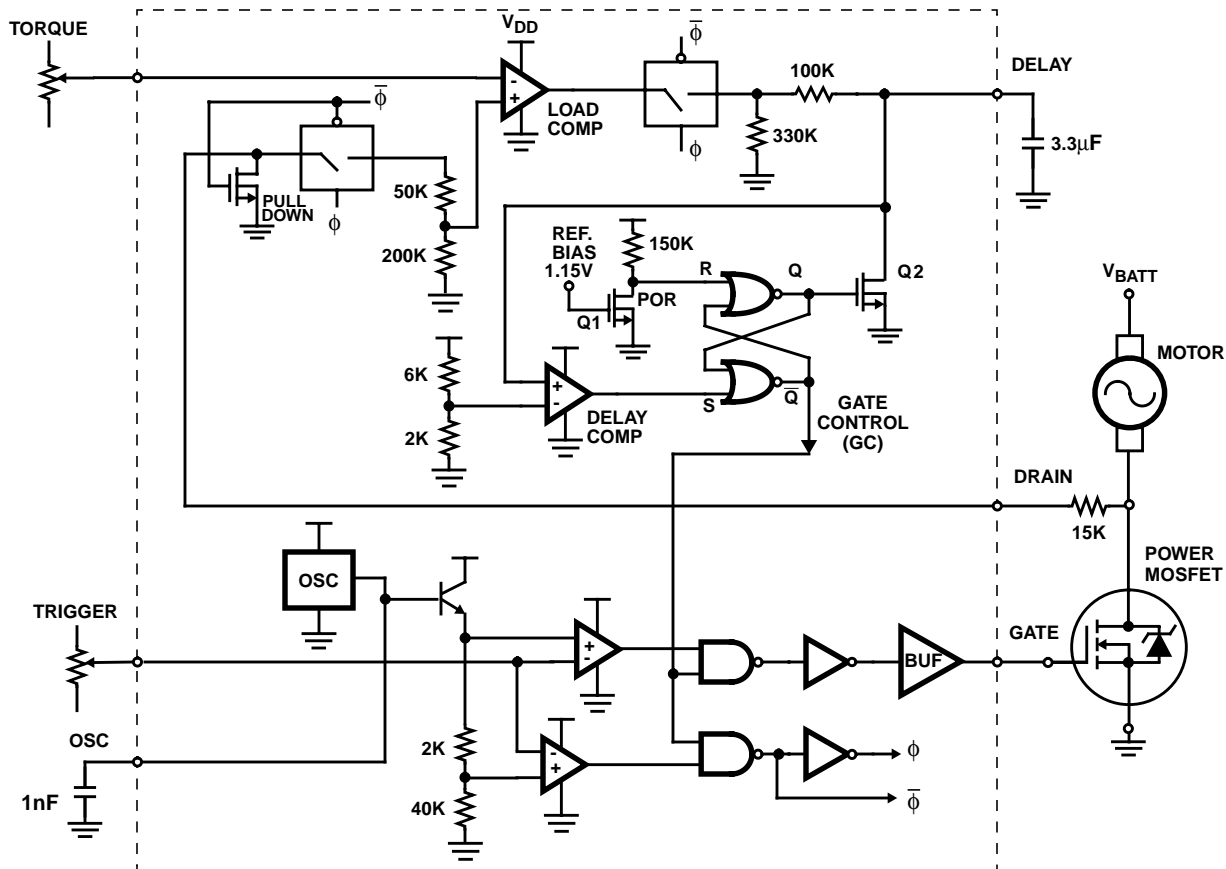 TORQUE
V_DD
φ̅
100K
DELAY
φ̅
-
+
LOAD
COMP
330K
3.3µF
φ
PULL
DOWN
φ
50K
200K
REF.
BIAS
1.15V
150K
R
Q
Q2
POR
Q1
V_BATT
MOTOR
6K
+
-
S
Q̅
2K
DELAY
COMP
GATE
CONTROL
(GC)
DRAIN
15K
OSC
POWER
MOSFET
TRIGGER
+
-
BUF
GATE
OSC
2K
-
+
φ
1nF
40K
φ̅